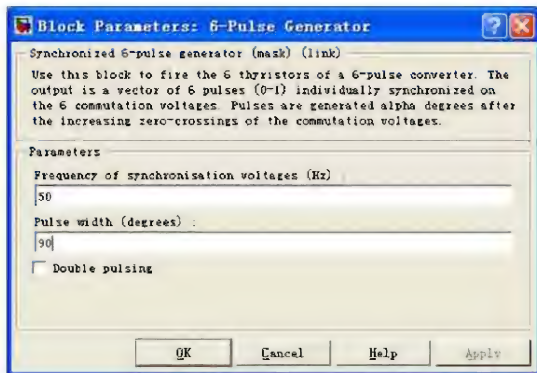 Block Parameters: 6-Pulse Generator
Synchronized 6-pulse generator (mask) (link)
Use this block to fire the 6 thyristors of a 6-pulse converter. The
output is a vector of 6 pulses (0-1) individually synchronized on
the 6 commutation voltages. Pulses are generated alpha degrees after
the increasing zero-crossings of the commutation voltages.
Parameters
Frequency of synchronisation voltages (Hz) :
50
Pulse width (degrees) :
90
Double pulsing
OK Cancel Help Apply